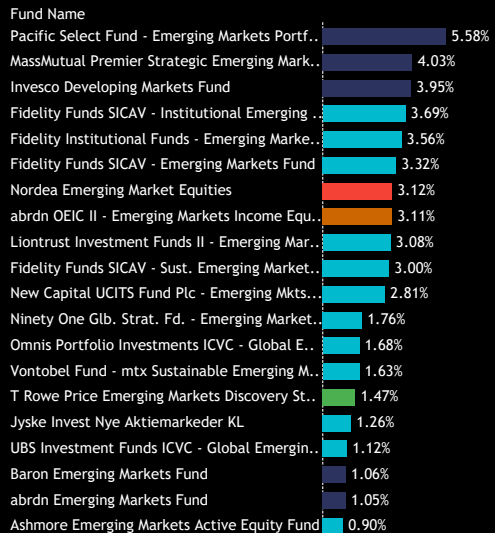 Fund Name
Pacific Select Fund - Emerging Markets Portf.. 5.58%
MassMutual Premier Strategic Emerging Mark.. 4.03%
Invesco Developing Markets Fund 3.95%
Fidelity Funds SICAV - Institutional Emerging .. 3.69%
Fidelity Institutional Funds - Emerging Marke.. 3.56%
Fidelity Funds SICAV - Emerging Markets Fund 3.32%
Nordea Emerging Market Equities 3.12%
abrdn OEIC II - Emerging Markets Income Equ.. 3.11%
Liontrust Investment Funds II - Emerging Mar.. 3.08%
Fidelity Funds SICAV - Sust. Emerging Market.. 3.00%
New Capital UCITS Fund Plc - Emerging Mkts... 2.81%
Ninety One Glb. Strat. Fd. - Emerging Market.. 1.76%
Omnis Portfolio Investments ICVC - Global E.. 1.68%
Vontobel Fund - mtx Sustainable Emerging M.. 1.63%
T Rowe Price Emerging Markets Discovery St.. 1.47%
Jyske Invest Nye Aktiemarkeder KL 1.26%
UBS Investment Funds ICVC - Global Emergin.. 1.12%
Baron Emerging Markets Fund 1.06%
abrdn Emerging Markets Fund 1.05%
Ashmore Emerging Markets Active Equity Fund 0.90%